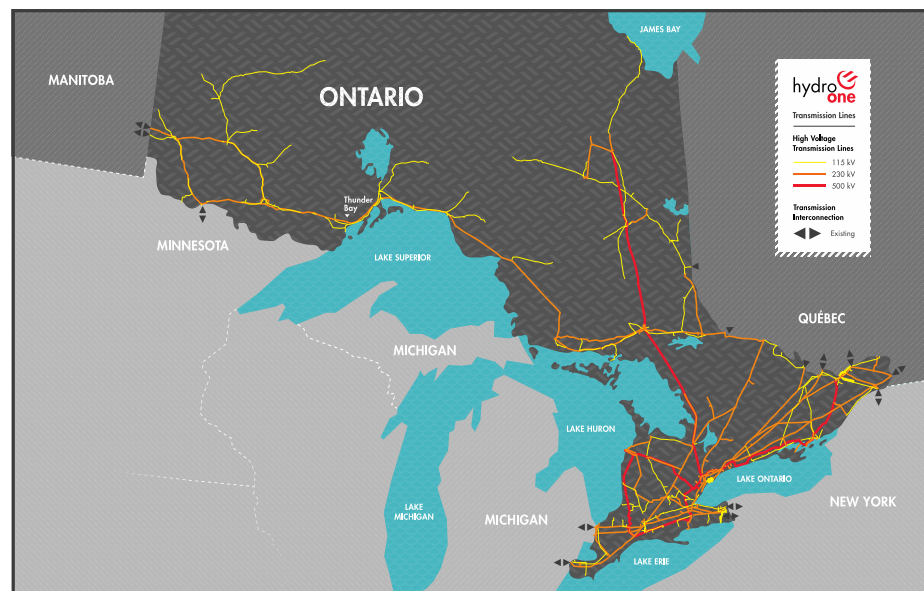 JAMES BAY
MANITOBA
ONTARIO
hydro
one
Transmission Lines
High Voltage
Transmission Lines
115 kV
230 kV
500 kV
Transmission
Interconnection
Existing
Thunder
Bay
MINNESOTA
LAKE SUPERIOR
QUÉBEC
MICHIGAN
LAKE HURON
LAKE ONTARIO
NEW YORK
LAKE
MICHIGAN
MICHIGAN
LAKE ERIE